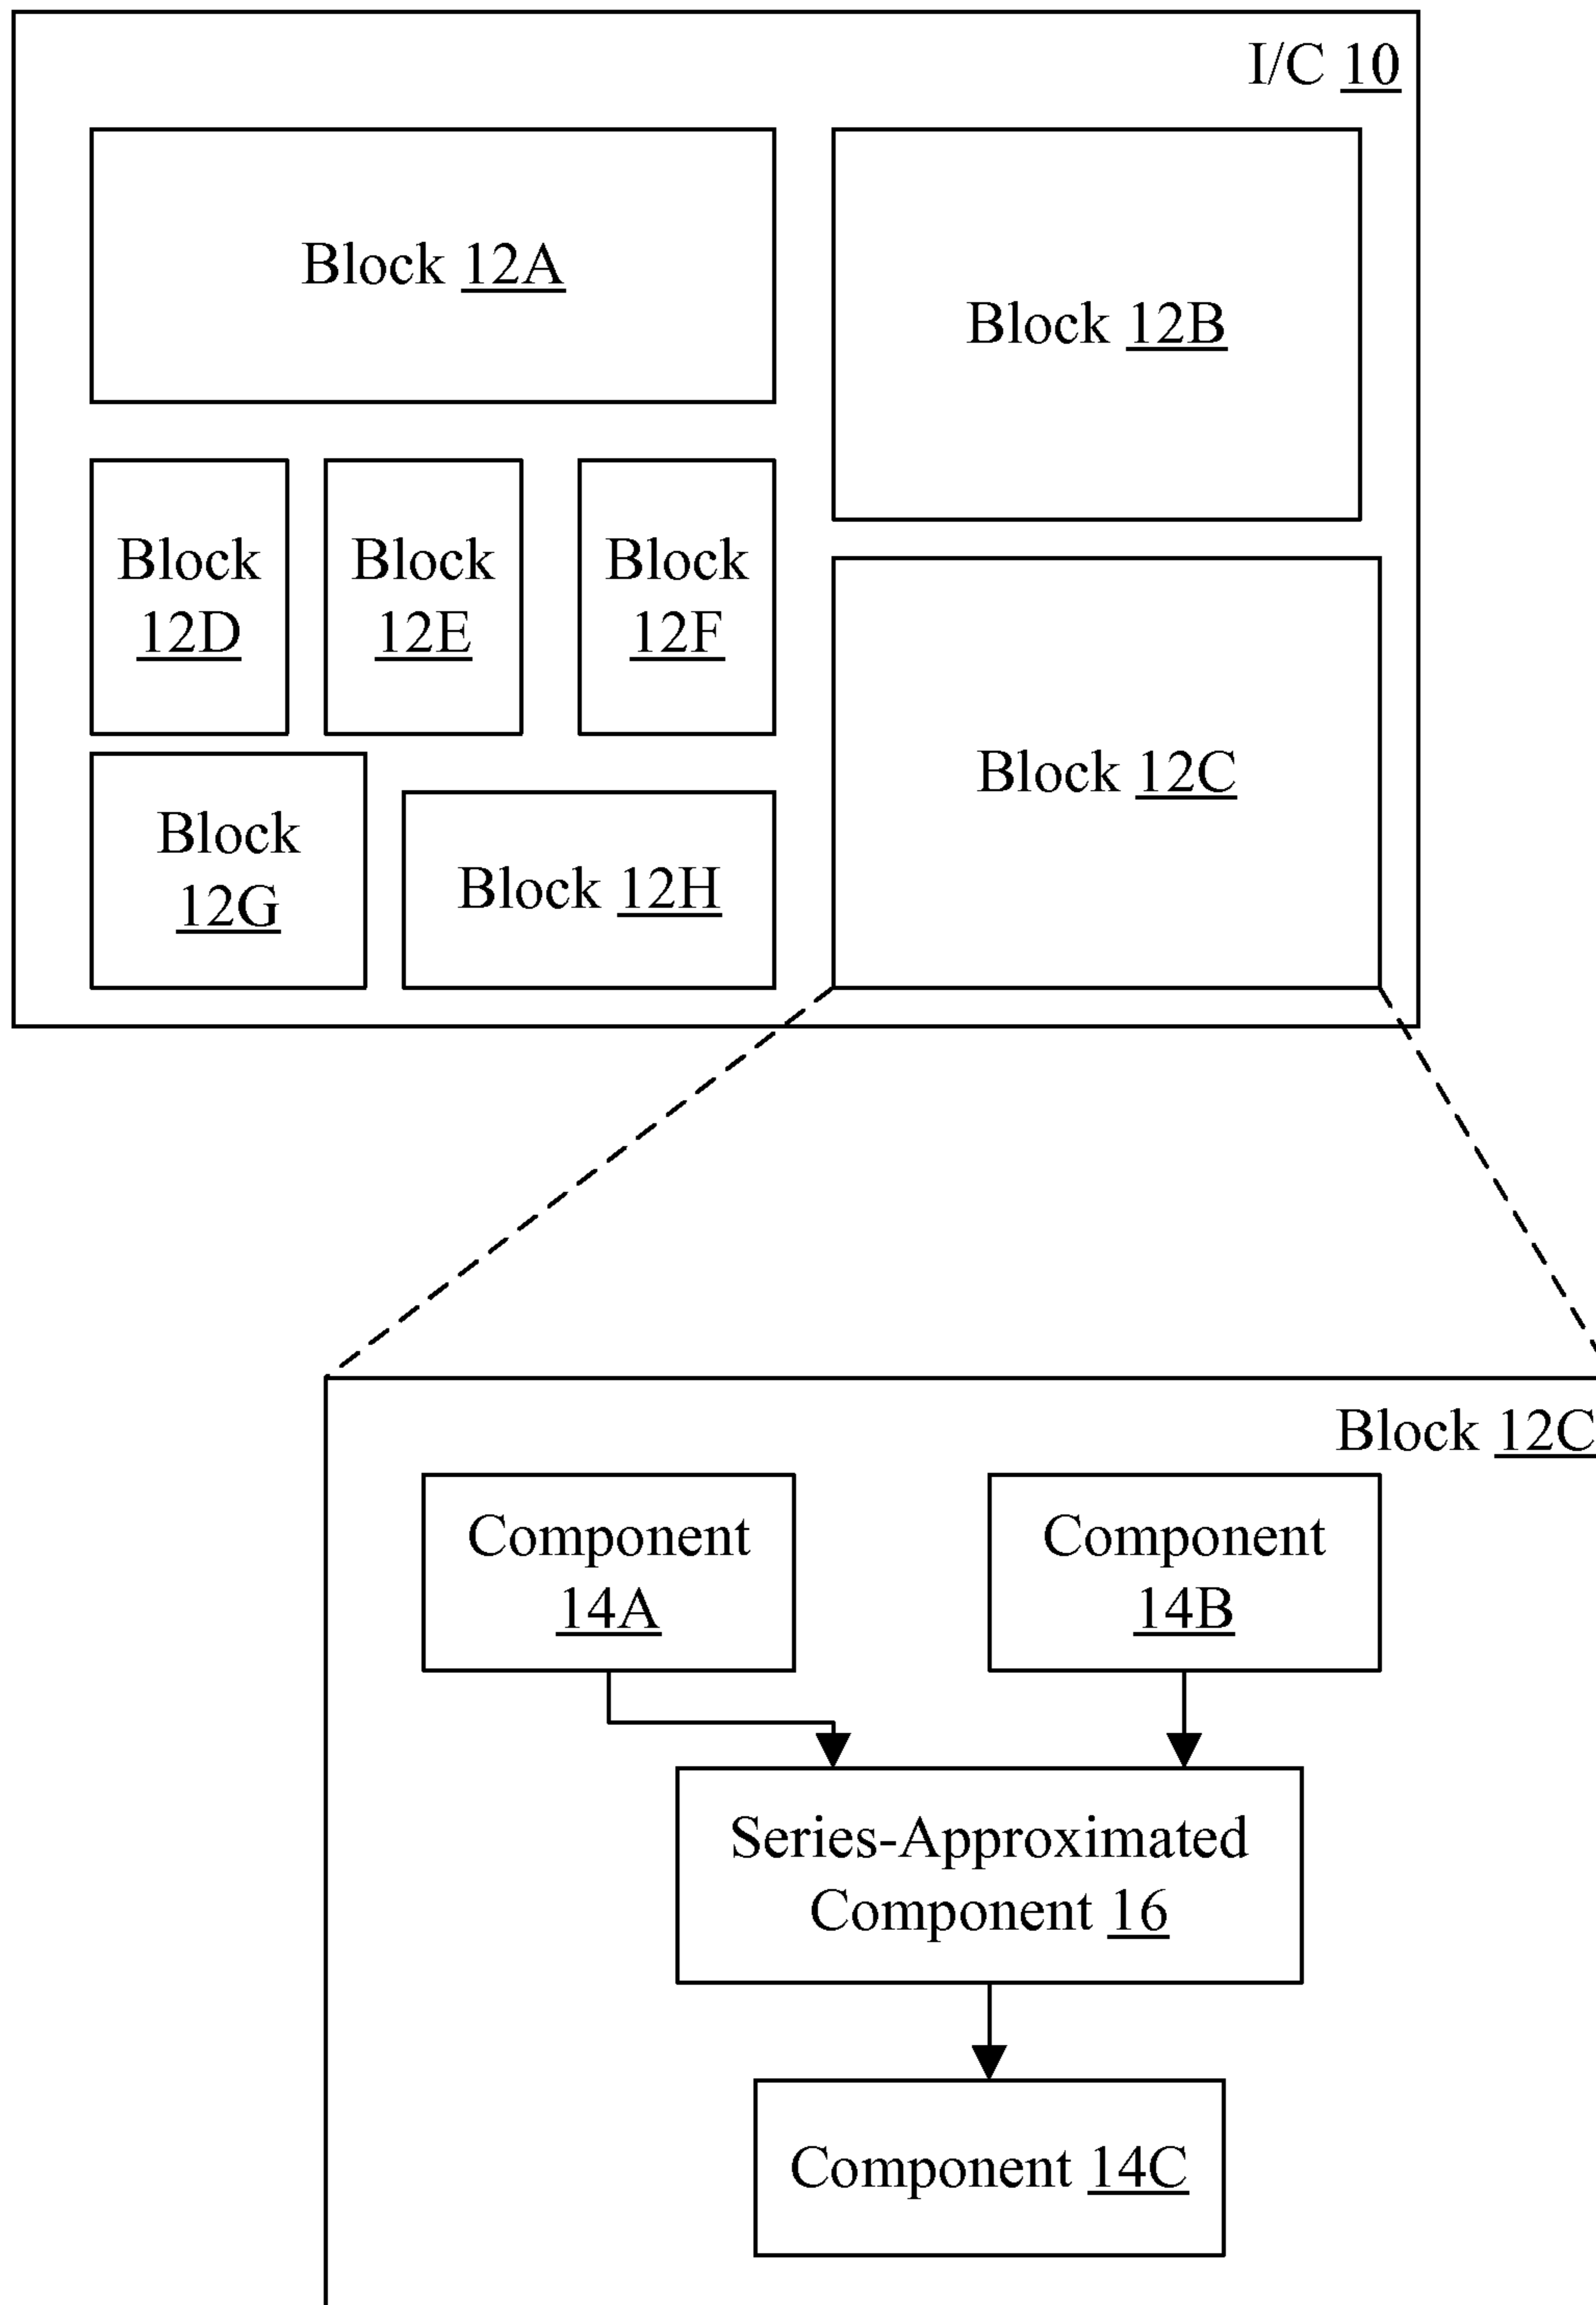 I/C 10
Block 12A
Block 12B
Block
12D
Block
12E
Block
12F
Block 12C
Block
12G
Block 12H
Block 12C
Component
14A
Component
14B
Series-Approximated
Component 16
Component 14C